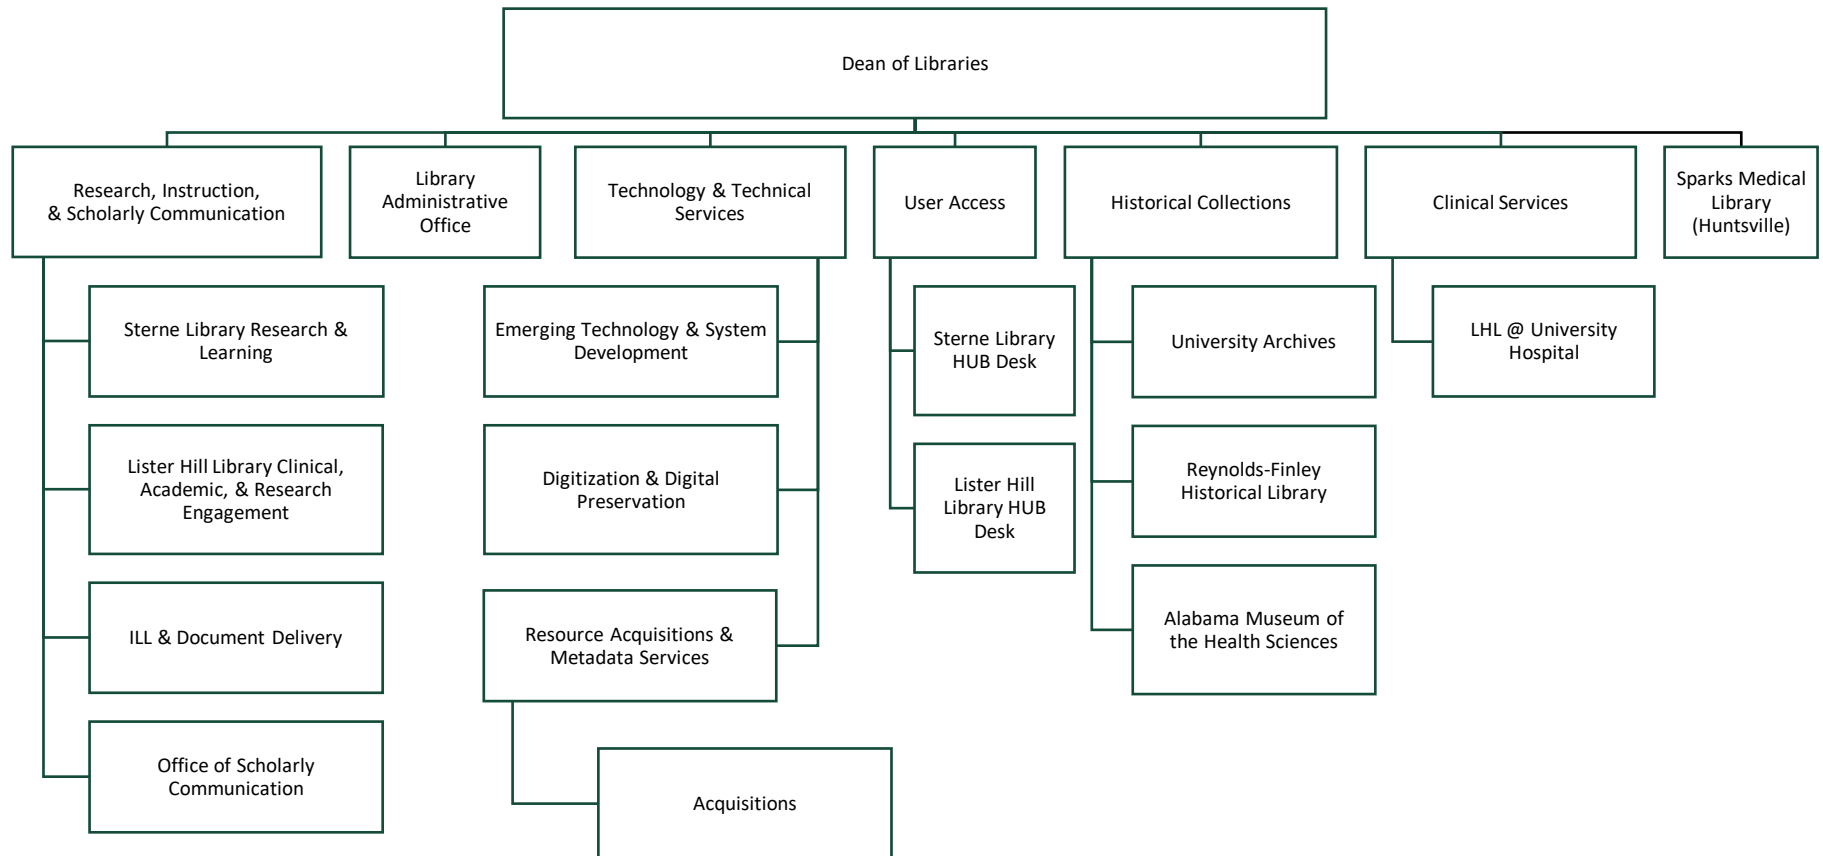 Dean of Libraries
Research, Instruction,
& Scholarly Communication
Library
Administrative
Office
Technology & Technical
Services
User Access
Historical Collections
Clinical Services
Sparks Medical
Library
(Huntsville)
Sterne Library Research &
Learning
Lister Hill Library Clinical,
Academic, & Research
Engagement
ILL & Document Delivery
Office of Scholarly
Communication
Emerging Technology & System
Development
Digitization & Digital
Preservation
Resource Acquisitions &
Metadata Services
Acquisitions
Sterne Library
HUB Desk
Lister Hill
Library HUB
Desk
University Archives
Reynolds-Finley
Historical Library
Alabama Museum of
the Health Sciences
LHL @ University
Hospital